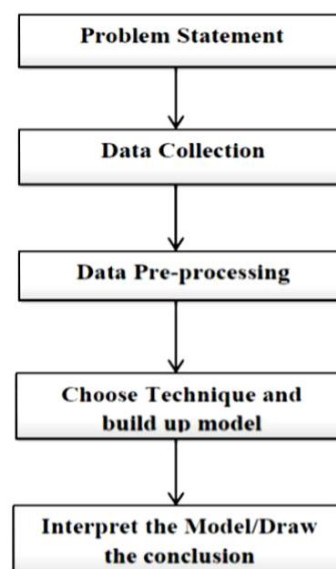 Problem Statement
Data Collection
Data Pre-processing
Choose Technique and
build up model
Interpret the Model/Draw
the conclusion